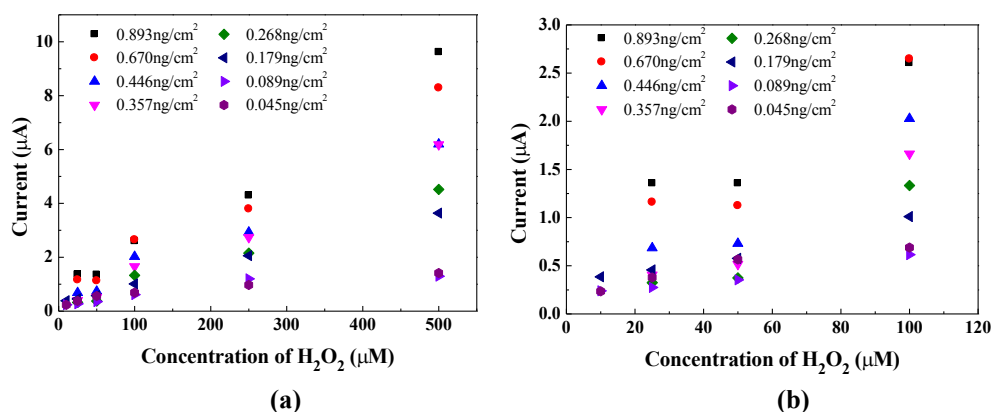 10
8
6
4
2
0
Current (μA)
0.893ng/cm²
0.670ng/cm²
0.446ng/cm²
0.357ng/cm²
0.268ng/cm²
0.179ng/cm²
0.089ng/cm²
0.045ng/cm²
0 100 200 300 400 500
Concentration of H₂O₂ (μM)
(a)
3.0
2.5
2.0
1.5
1.0
0.5
0.0
Current (μA)
0.893ng/cm²
0.670ng/cm²
0.446ng/cm²
0.357ng/cm²
0.268ng/cm²
0.179ng/cm²
0.089ng/cm²
0.045ng/cm²
0 20 40 60 80 100 120
Concentration of H₂O₂ (μM)
(b)